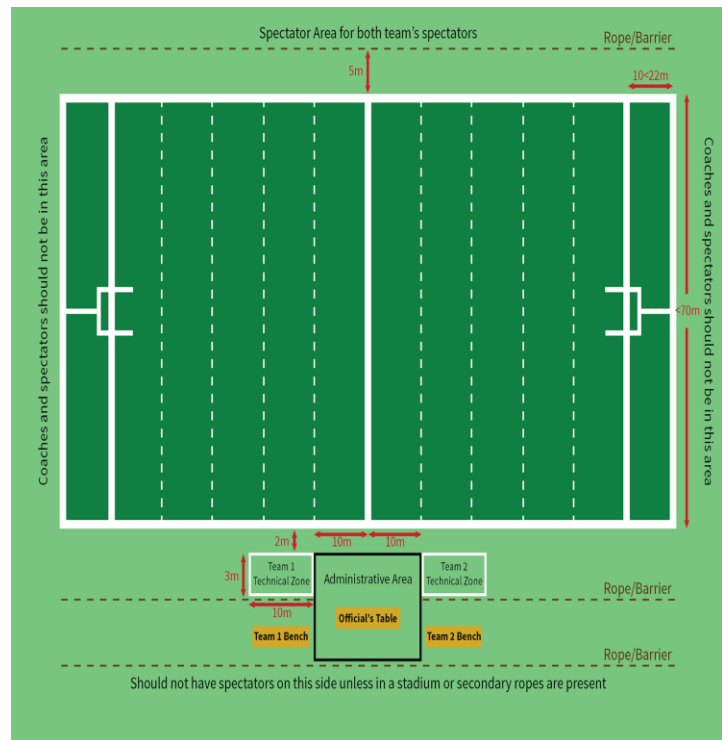 Spectator Area for both team's spectators
Rope/Barrier
5m
10<22m
Coaches and spectators should not be in this area
Coaches and spectators should not be in this area
<70m
2m
10m
10m
3m
Team 1
Technical Zone
Administrative Area
Team 2
Technical Zone
Rope/Barrier
10m
Official's Table
Team 1 Bench
Team 2 Bench
Rope/Barrier
Should not have spectators on this side unless in a stadium or secondary ropes are present